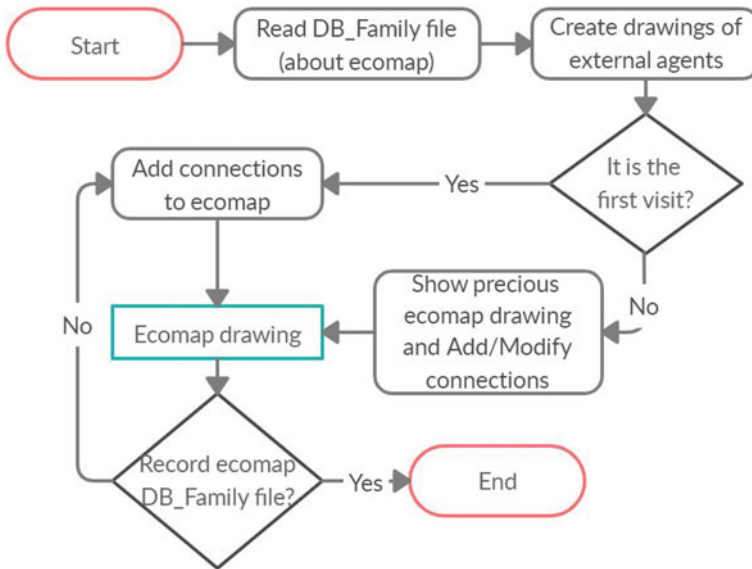 Start
Read DB_Family file
(about ecomap)
Create drawings of
external agents
It is the
first visit?
Yes
Add connections
to ecomap
No
Show precious
ecomap drawing
and Add/Modify
connections
No
Ecomap drawing
Record ecomap
DB_Family file?
Yes
End